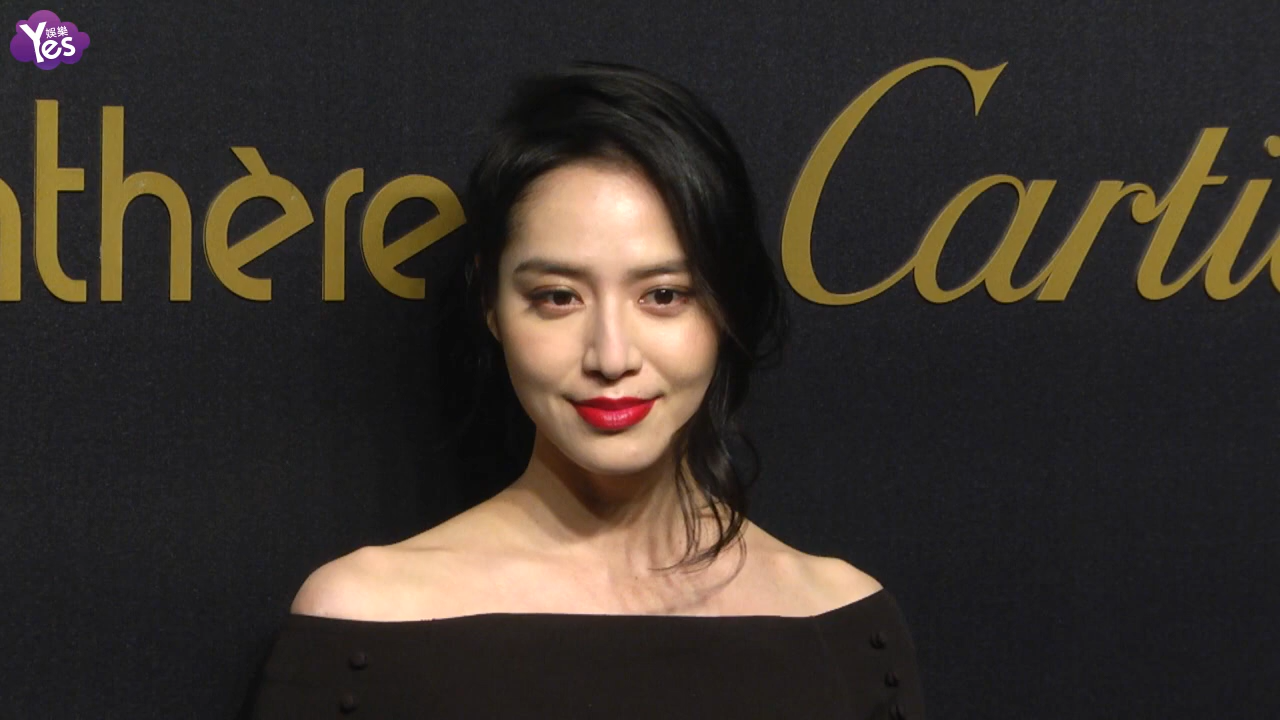 Yes 娛樂
nthère Carti